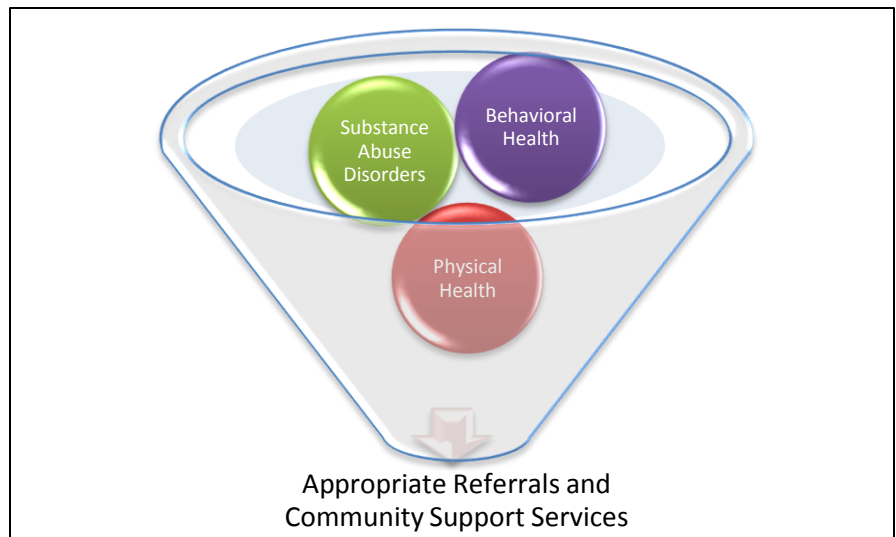 Substance
Abuse
Disorders
Behavioral
Health
Physical
Health
Appropriate Referrals and
Community Support Services